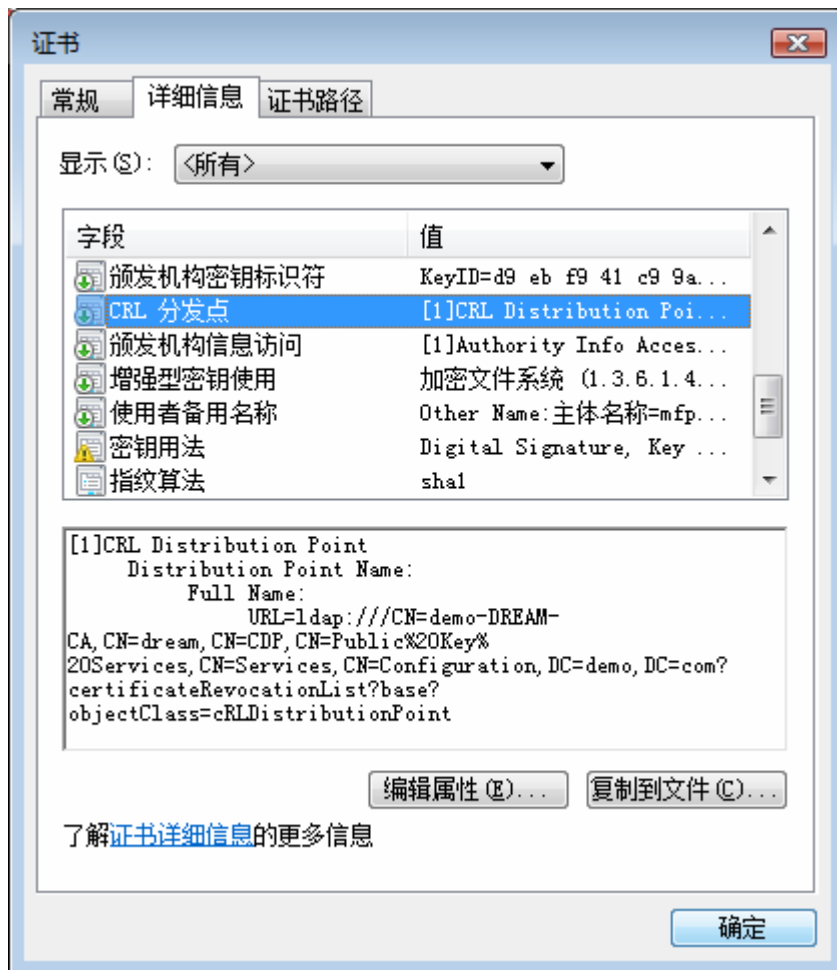 证书
常规 详细信息 证书路径
显示(S): <所有>
字段 值
颁发机构密钥标识符 KeyID=d9 eb f9 41 c9 9a...
CRL 分发点 [1]CRL Distribution Poi...
颁发机构信息访问 [1]Authority Info Acces...
增强型密钥使用 加密文件系统 (1.3.6.1.4...
使用者备用名称 Other Name:主体名称=mfp...
密钥用法 Digital Signature, Key ...
指纹算法 sha1
[1]CRL Distribution Point
Distribution Point Name:
Full Name:
URL=ldap:///CN=demo-DREAM-
CA,CN=dream,CN=CDP,CN=Public%20Key%
20Services,CN=Services,CN=Configuration,DC=demo,DC=com?
certificateRevocationList?base?
objectClass=cRLDistributionPoint
编辑属性(E)... 复制到文件(C)...
了解证书详细信息的更多信息
确定